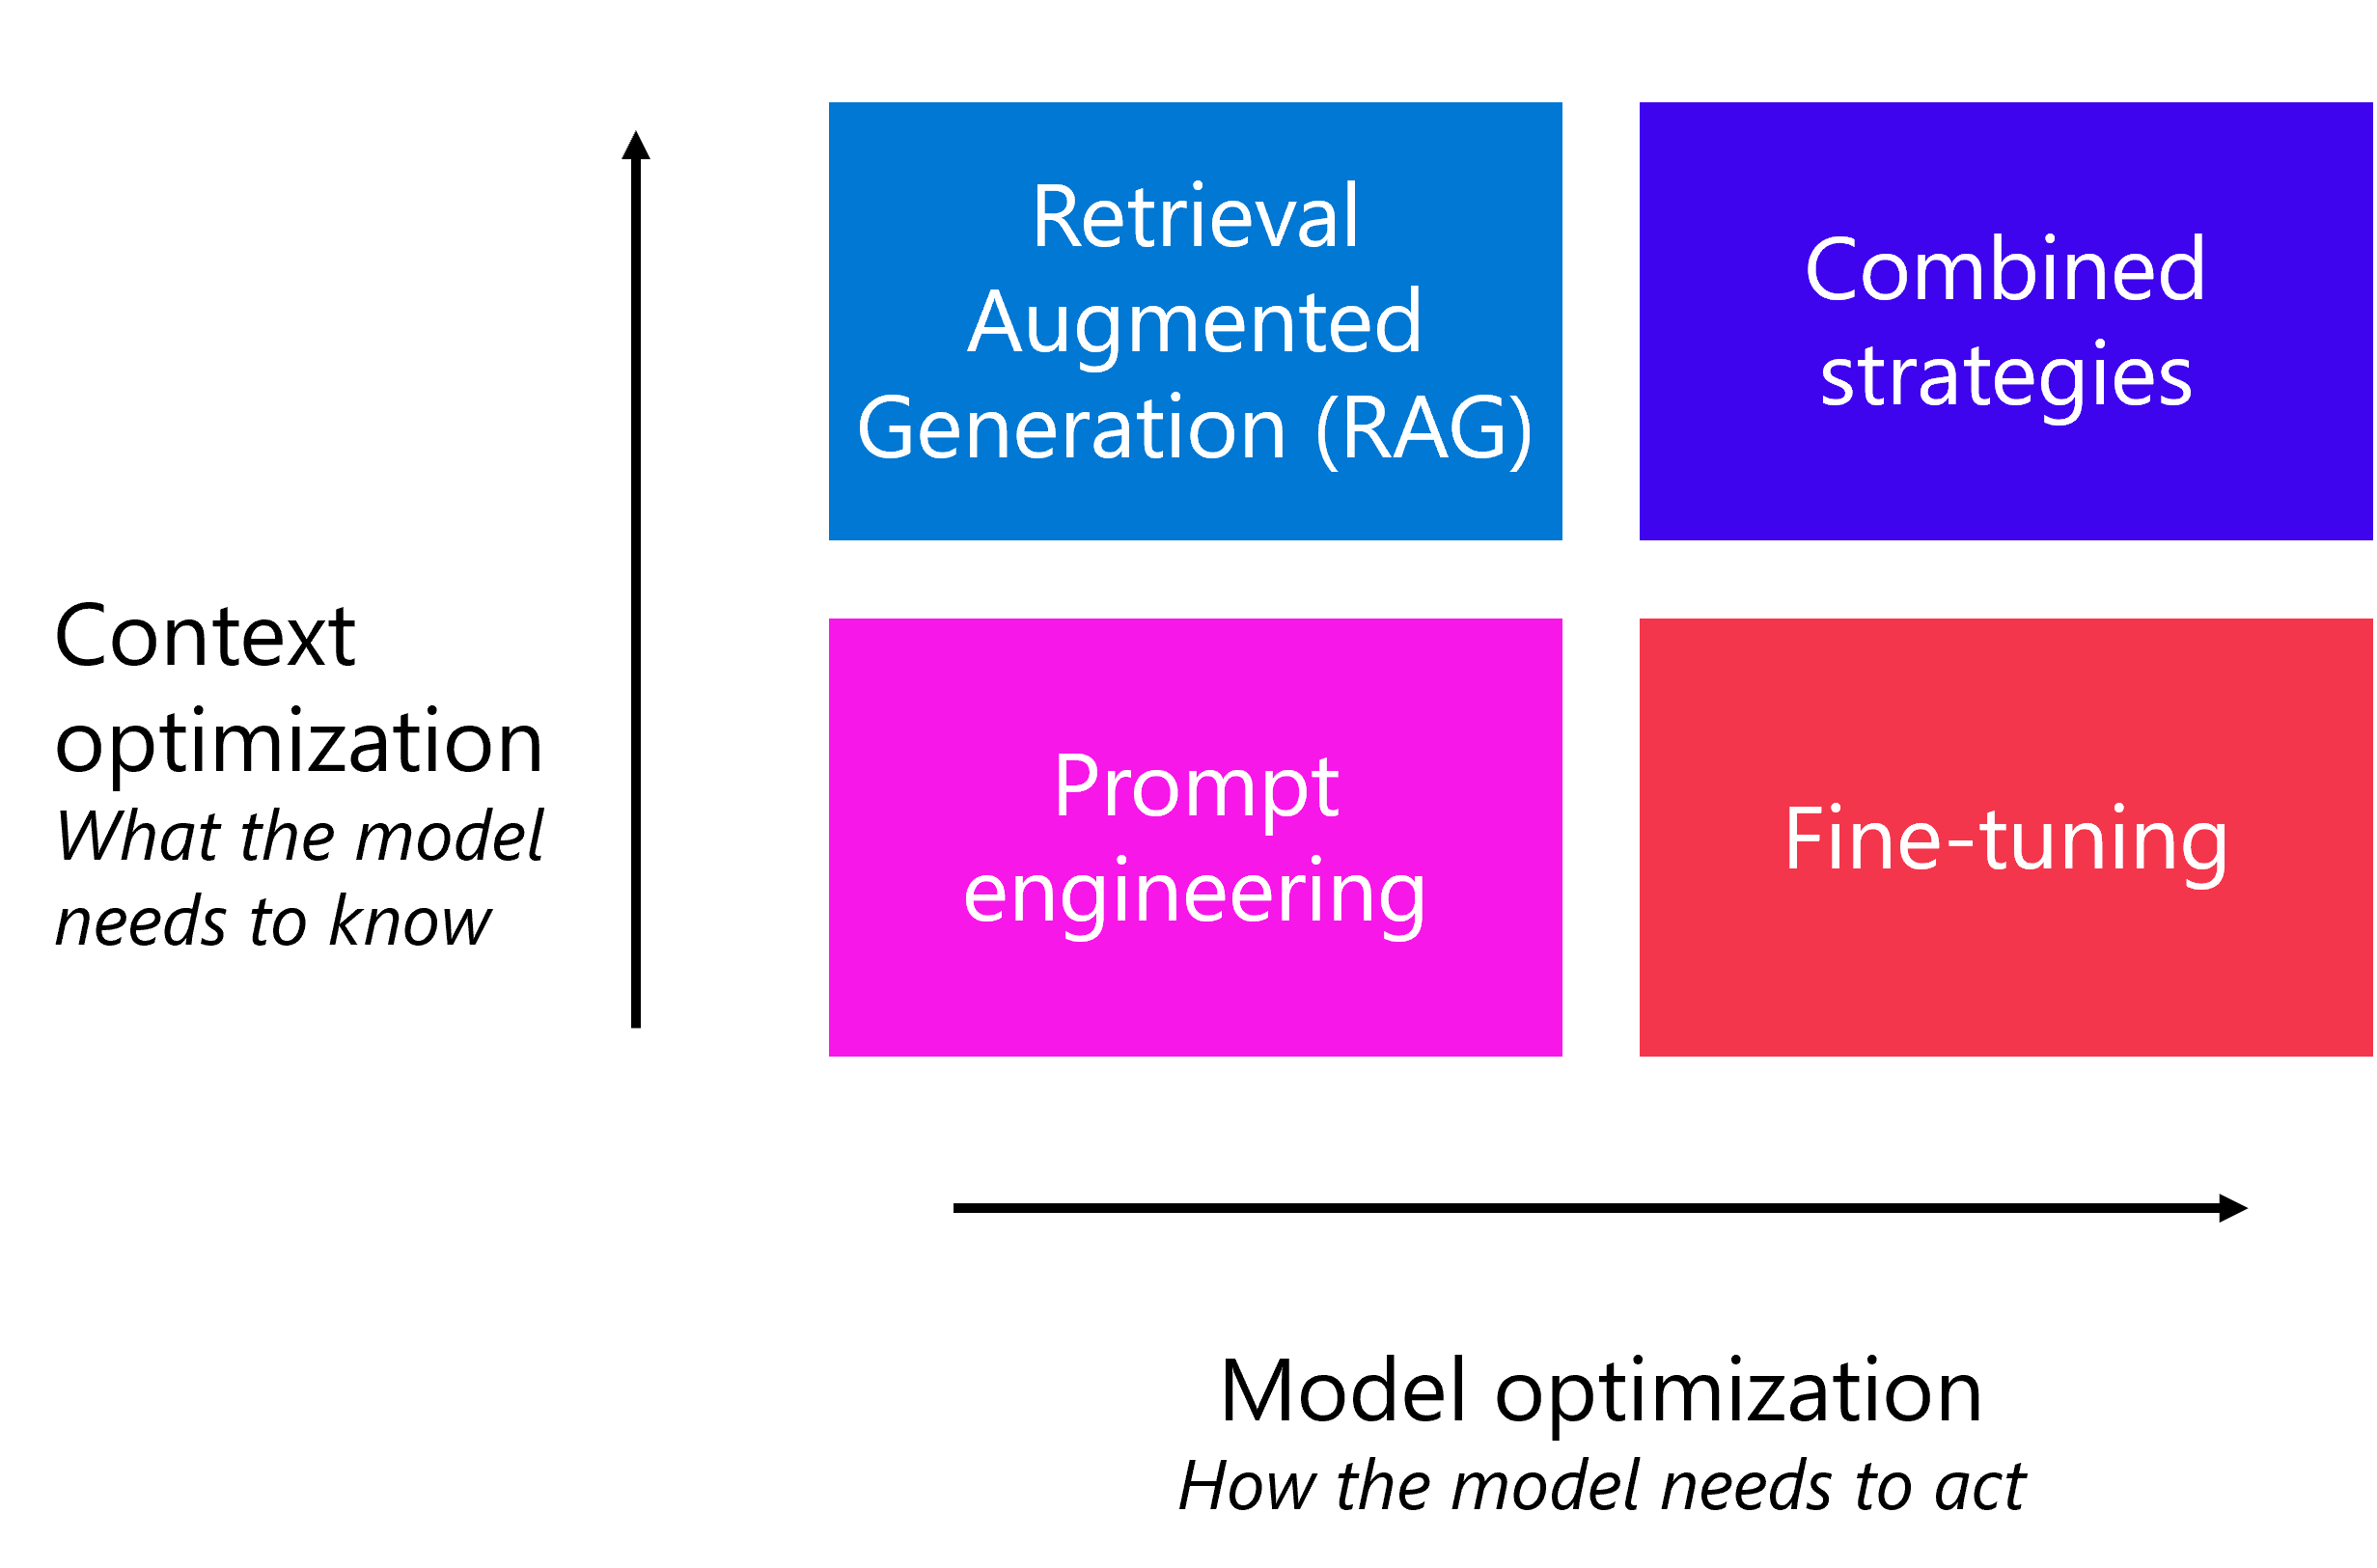 Retrieval
Augmented
Generation (RAG)
Combined
strategies
Context
optimization
What the model
needs to know
Prompt
engineering
Fine-tuning
Model optimization
How the model needs to act